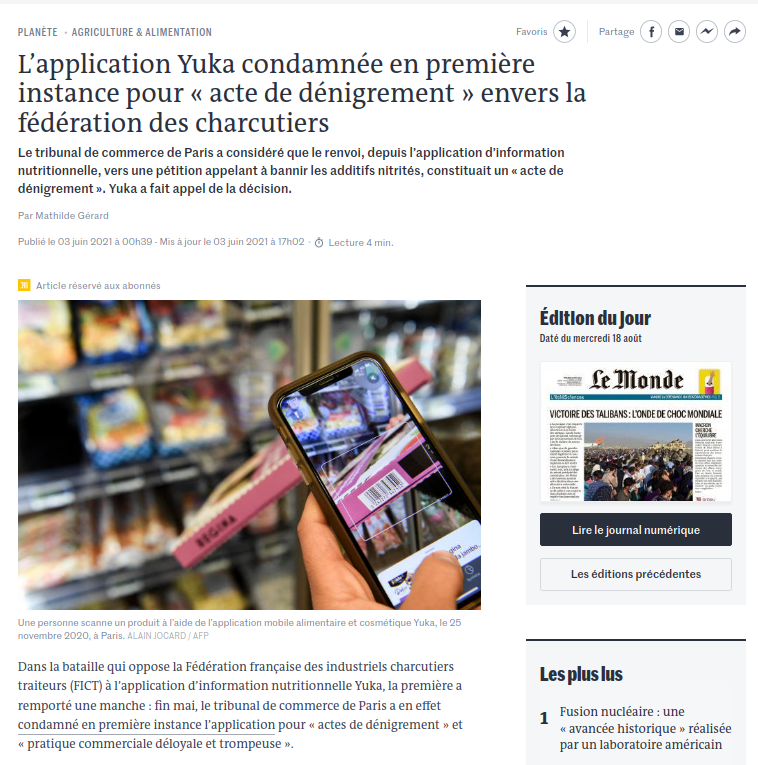 PLANÈTE • AGRICULTURE & ALIMENTATION
Favoris
Partage
L’application Yuka condamnée en première
instance pour « acte de dénigrement » envers la
fédération des charcutiers
Le tribunal de commerce de Paris a considéré que le renvoi, depuis l’application d’information
nutritionnelle, vers une pétition appelant à bannir les additifs nitrités, constituait un « acte de
dénigrement ». Yuka a fait appel de la décision.
Par Mathilde Gérard
Publié le 03 juin 2021 à 00h39 - Mis à jour le 03 juin 2021 à 17h02 · Lecture 4 min.
Article réservé aux abonnés
BEGIRA
Une personne scanne un produit à l’aide de l’application mobile alimentaire et cosmétique Yuka, le 25
novembre 2020, à Paris. ALAIN JOCARD / AFP
Dans la bataille qui oppose la Fédération française des industriels charcutiers
traiteurs (FICT) à l’application d’information nutritionnelle Yuka, la première a
remporté une manche : fin mai, le tribunal de commerce de Paris a en effet
condamné en première instance l’application pour « actes de dénigrement » et
« pratique commerciale déloyale et trompeuse ».
Édition du jour
Daté du mercredi 18 août
Le Monde
VICTOIRE DES TALIBANS : L’ONDE DE CHOC MONDIALE
Lire le journal numérique
Les éditions précédentes
Les plus lus
1 Fusion nucléaire : une
« avancée historique » réalisée
par un laboratoire américain